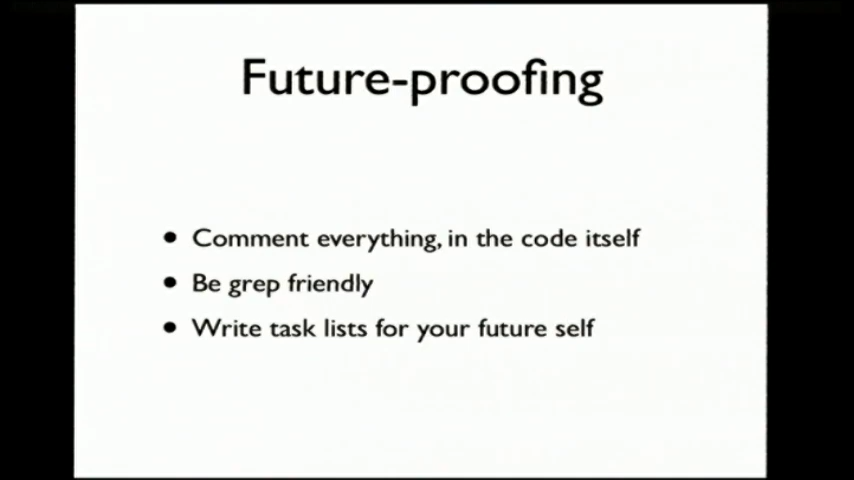 Future-proofing
• Comment everything, in the code itself
• Be grep friendly
• Write task lists for your future self